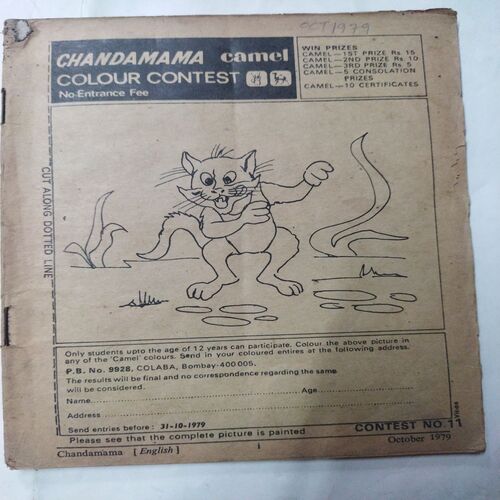 OCT 1979
CHANDAMAMA camel
COLOUR CONTEST
No Entrance Fee
WIN PRIZES
CAMEL—1ST PRIZE Rs 15
CAMEL—2ND PRIZE Rs 10
CAMEL—3RD PRIZE Rs 5
CAMEL—5 CONSOLATION
PRIZES
CAMEL—10 CERTIFICATES
CUT ALONG DOTTED LINE
Only students upto the age of 12 years can participate. Colour the above picture in
any of the 'Camel' colours. Send in your coloured entires at the following address.
P.B. No. 9928, COLABA, Bombay-400 005.
The results will be final and no correspondence regarding the same
will be considered.
Name Age
Address
Send entries before : 31-10-1979
CONTEST NO.11
Please see that the complete picture is painted
Chandamama [English] i October 1979